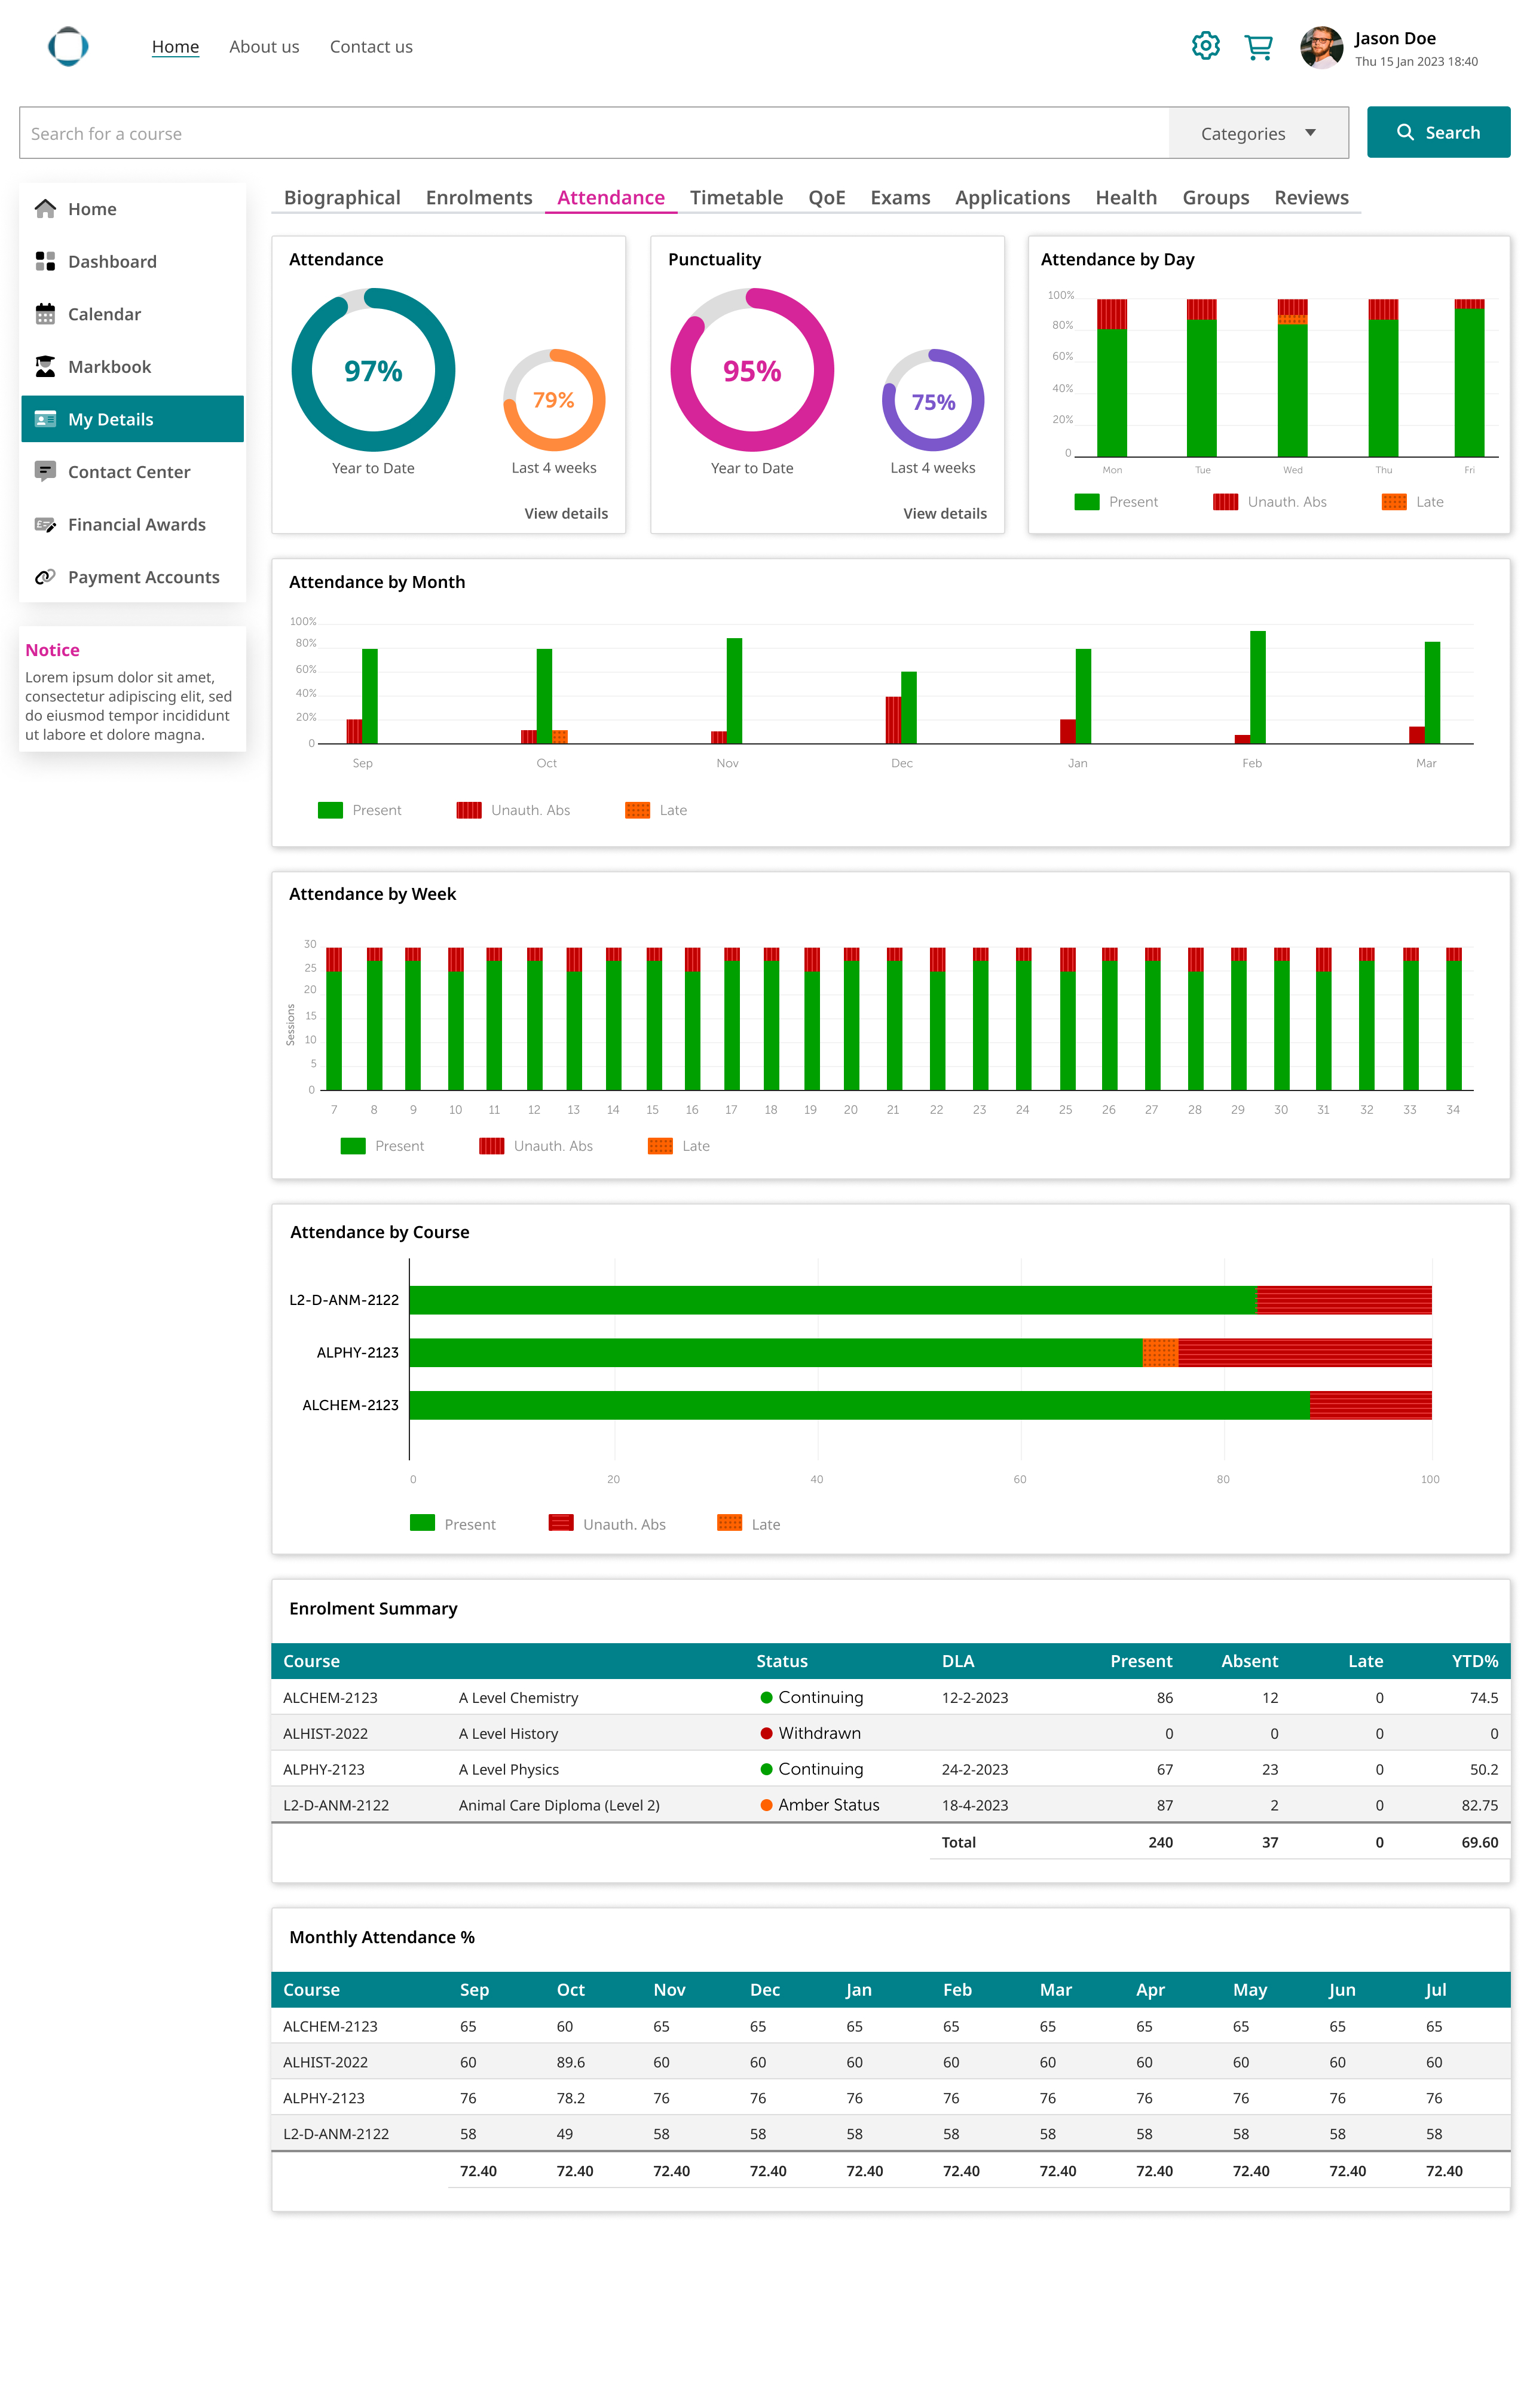 Home About us Contact us
Jason Doe
Thu 15 Jan 2023 18:40
Search for a course Categories Search
Home
Dashboard
Calendar
Markbook
My Details
Contact Center
Financial Awards
Payment Accounts
Notice
Lorem ipsum dolor sit amet,
consectetur adipiscing elit, sed
do eiusmod tempor incididunt
ut labore et dolore magna.
Biographical Enrolments Attendance Timetable QoE Exams Applications Health Groups Reviews
Attendance
97%
79%
Year to Date Last 4 weeks
View details
Punctuality
95%
75%
Year to Date Last 4 weeks
View details
Attendance by Day
100%
80%
60%
40%
20%
0
Mon Tue Wed Thu Fri
Present Unauth. Abs Late
Attendance by Month
100%
80%
60%
40%
20%
0
Sep Oct Nov Dec Jan Feb Mar
Present Unauth. Abs Late
Attendance by Week
Sessions
30
25
20
15
10
5
0
7 8 9 10 11 12 13 14 15 16 17 18 19 20 21 22 23 24 25 26 27 28 29 30 31 32 33 34
Present Unauth. Abs Late
Attendance by Course
L2-D-ANM-2122
ALPHY-2123
ALCHEM-2123
0 20 40 60 80 100
Present Unauth. Abs Late
Enrolment Summary
Course Status DLA Present Absent Late YTD%
ALCHEM-2123 A Level Chemistry Continuing 12-2-2023 86 12 0 74.5
ALHIST-2022 A Level History Withdrawn 0 0 0 0
ALPHY-2123 A Level Physics Continuing 24-2-2023 67 23 0 50.2
L2-D-ANM-2122 Animal Care Diploma (Level 2) Amber Status 18-4-2023 87 2 0 82.75
Total 240 37 0 69.60
Monthly Attendance %
Course Sep Oct Nov Dec Jan Feb Mar Apr May Jun Jul
ALCHEM-2123 65 60 65 65 65 65 65 65 65 65 65
ALHIST-2022 60 89.6 60 60 60 60 60 60 60 60 60
ALPHY-2123 76 78.2 76 76 76 76 76 76 76 76 76
L2-D-ANM-2122 58 49 58 58 58 58 58 58 58 58 58
72.40 72.40 72.40 72.40 72.40 72.40 72.40 72.40 72.40 72.40 72.40